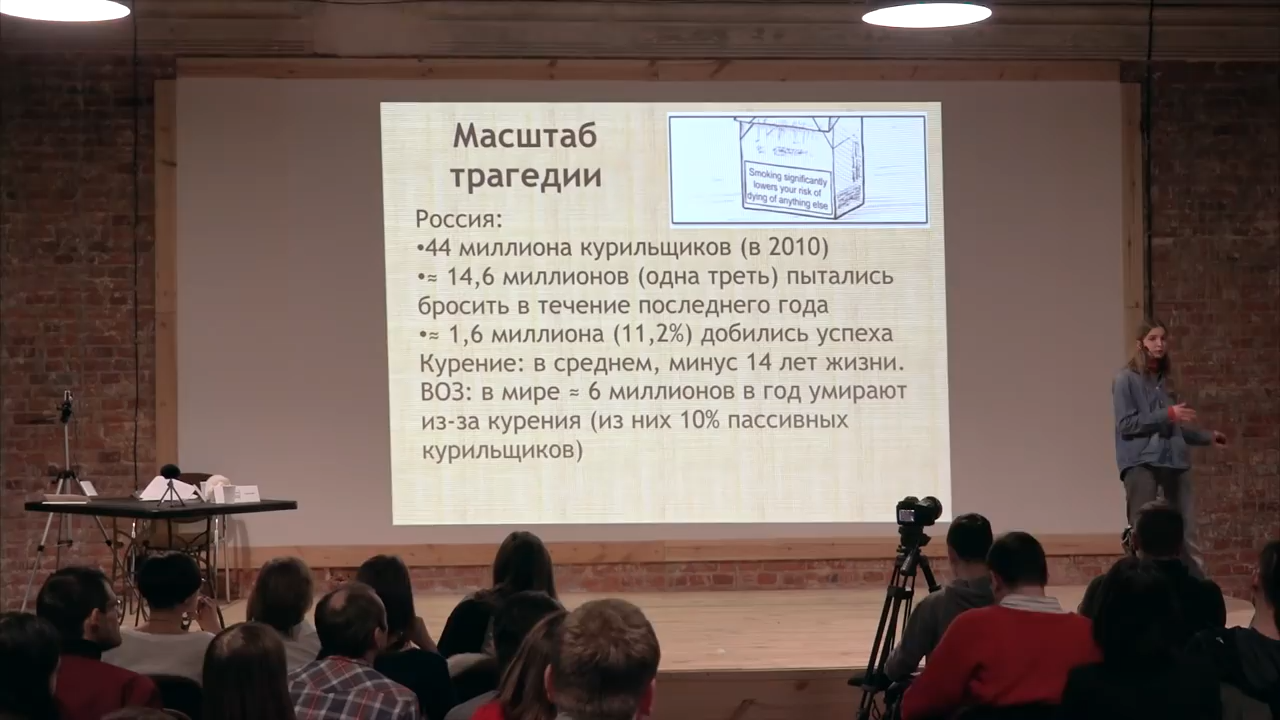 Масштаб
трагедии
Smoking significantly
lowers your risk of
dying of anything else
Россия:
•44 миллиона курильщиков (в 2010)
•≈ 14,6 миллионов (одна треть) пытались
бросить в течение последнего года
•≈ 1,6 миллиона (11,2%) добились успеха
Курение: в среднем, минус 14 лет жизни.
ВОЗ: в мире ≈ 6 миллионов в год умирают
из-за курения (из них 10% пассивных
курильщиков)